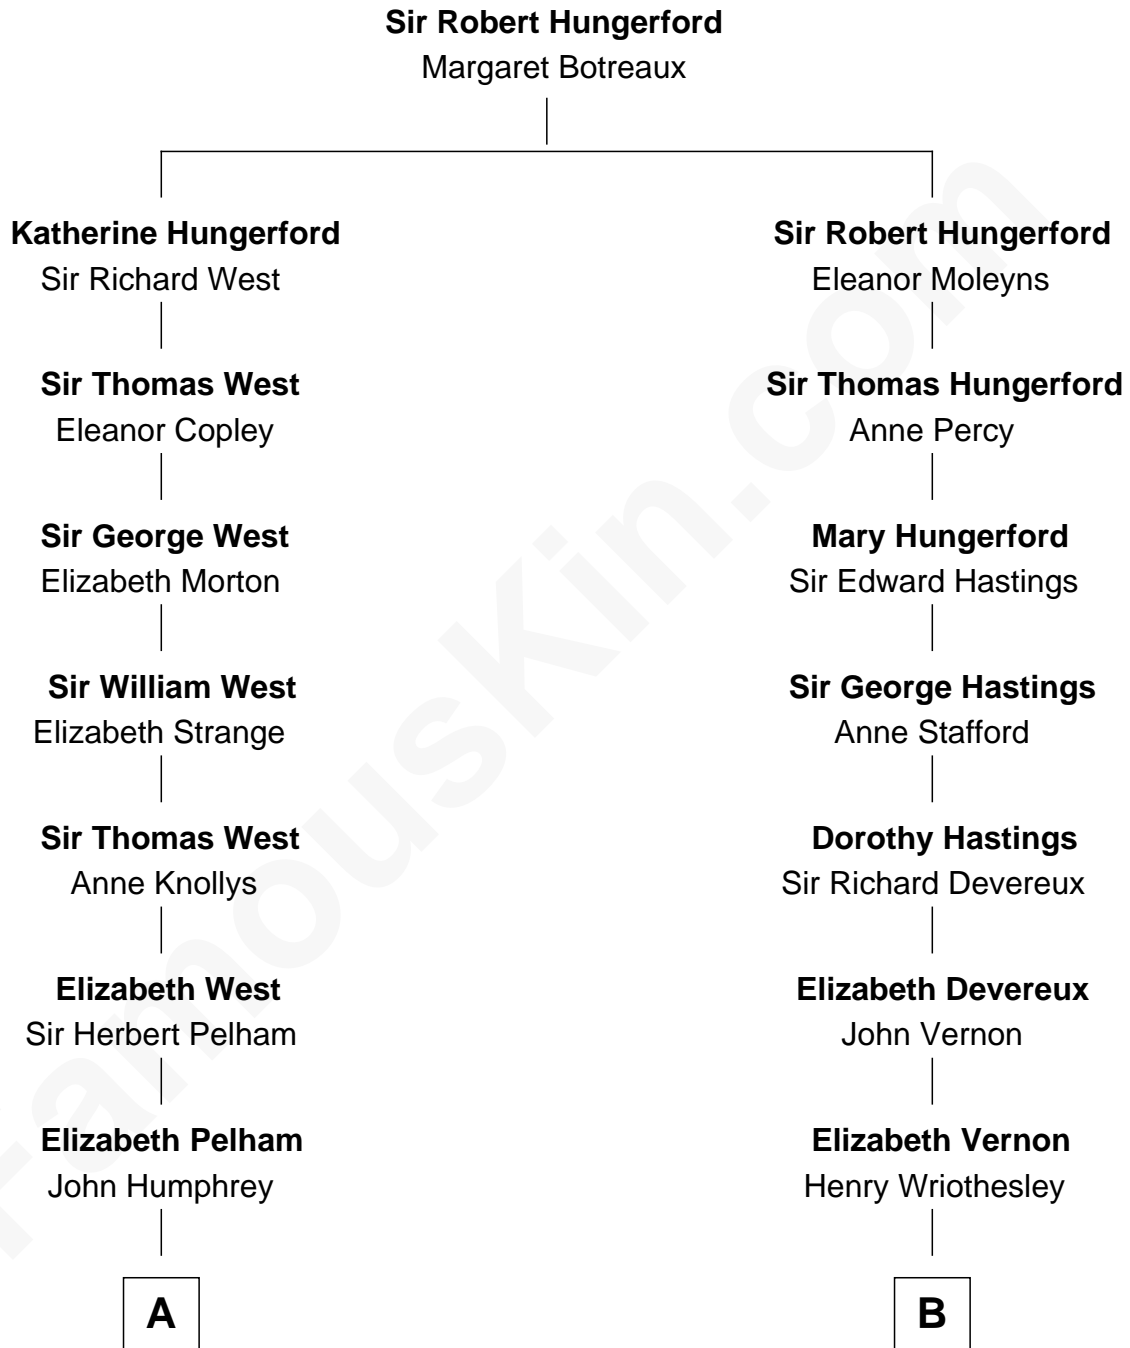 Sir Robert Hungerford
Margaret Botreaux
Katherine Hungerford
Sir Richard West
Sir Robert Hungerford
Eleanor Moleyns
Sir Thomas West
Eleanor Copley
Sir Thomas Hungerford
Anne Percy
Sir George West
Elizabeth Morton
Mary Hungerford
Sir Edward Hastings
Sir William West
Elizabeth Strange
Sir George Hastings
Anne Stafford
Sir Thomas West
Anne Knollys
Dorothy Hastings
Sir Richard Devereux
Elizabeth West
Sir Herbert Pelham
Elizabeth Devereux
John Vernon
Elizabeth Pelham
John Humphrey
Elizabeth Vernon
Henry Wriothesley
A
B
FamousKin.com